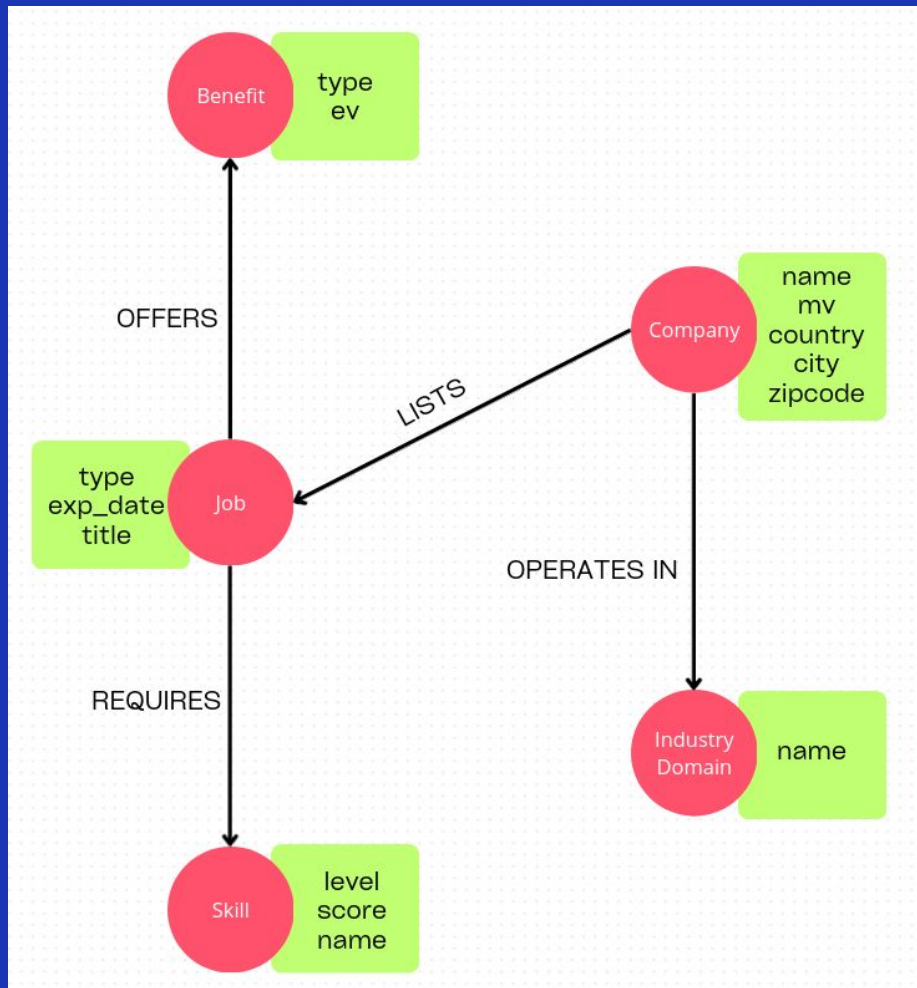 Benefit
type
ev
OFFERS
Company
name
mv
country
city
zipcode
LISTS
type
exp_date
title
Job
OPERATES IN
REQUIRES
Industry
Domain
name
Skill
level
score
name